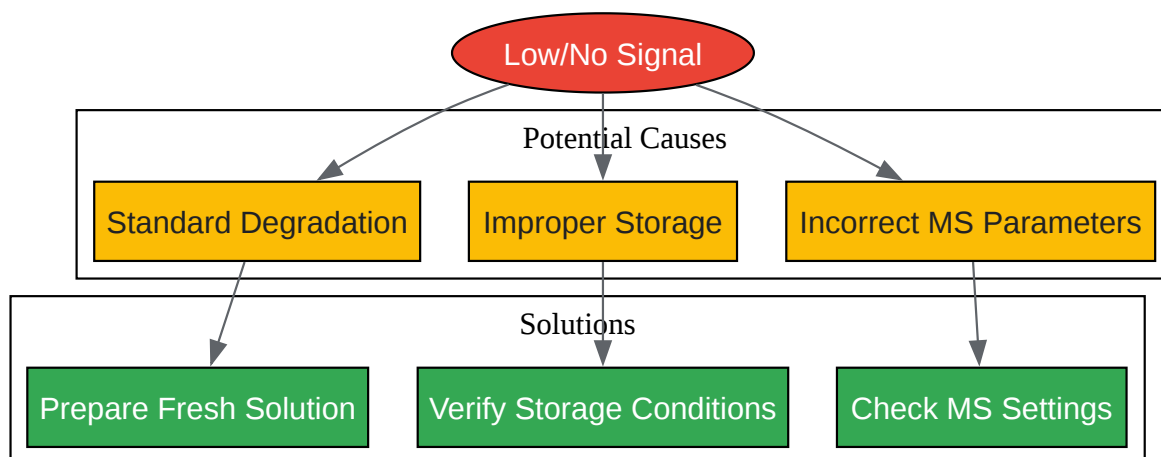 Low/No Signal
Potential Causes
Standard Degradation
Improper Storage
Incorrect MS Parameters
Solutions
Prepare Fresh Solution
Verify Storage Conditions
Check MS Settings